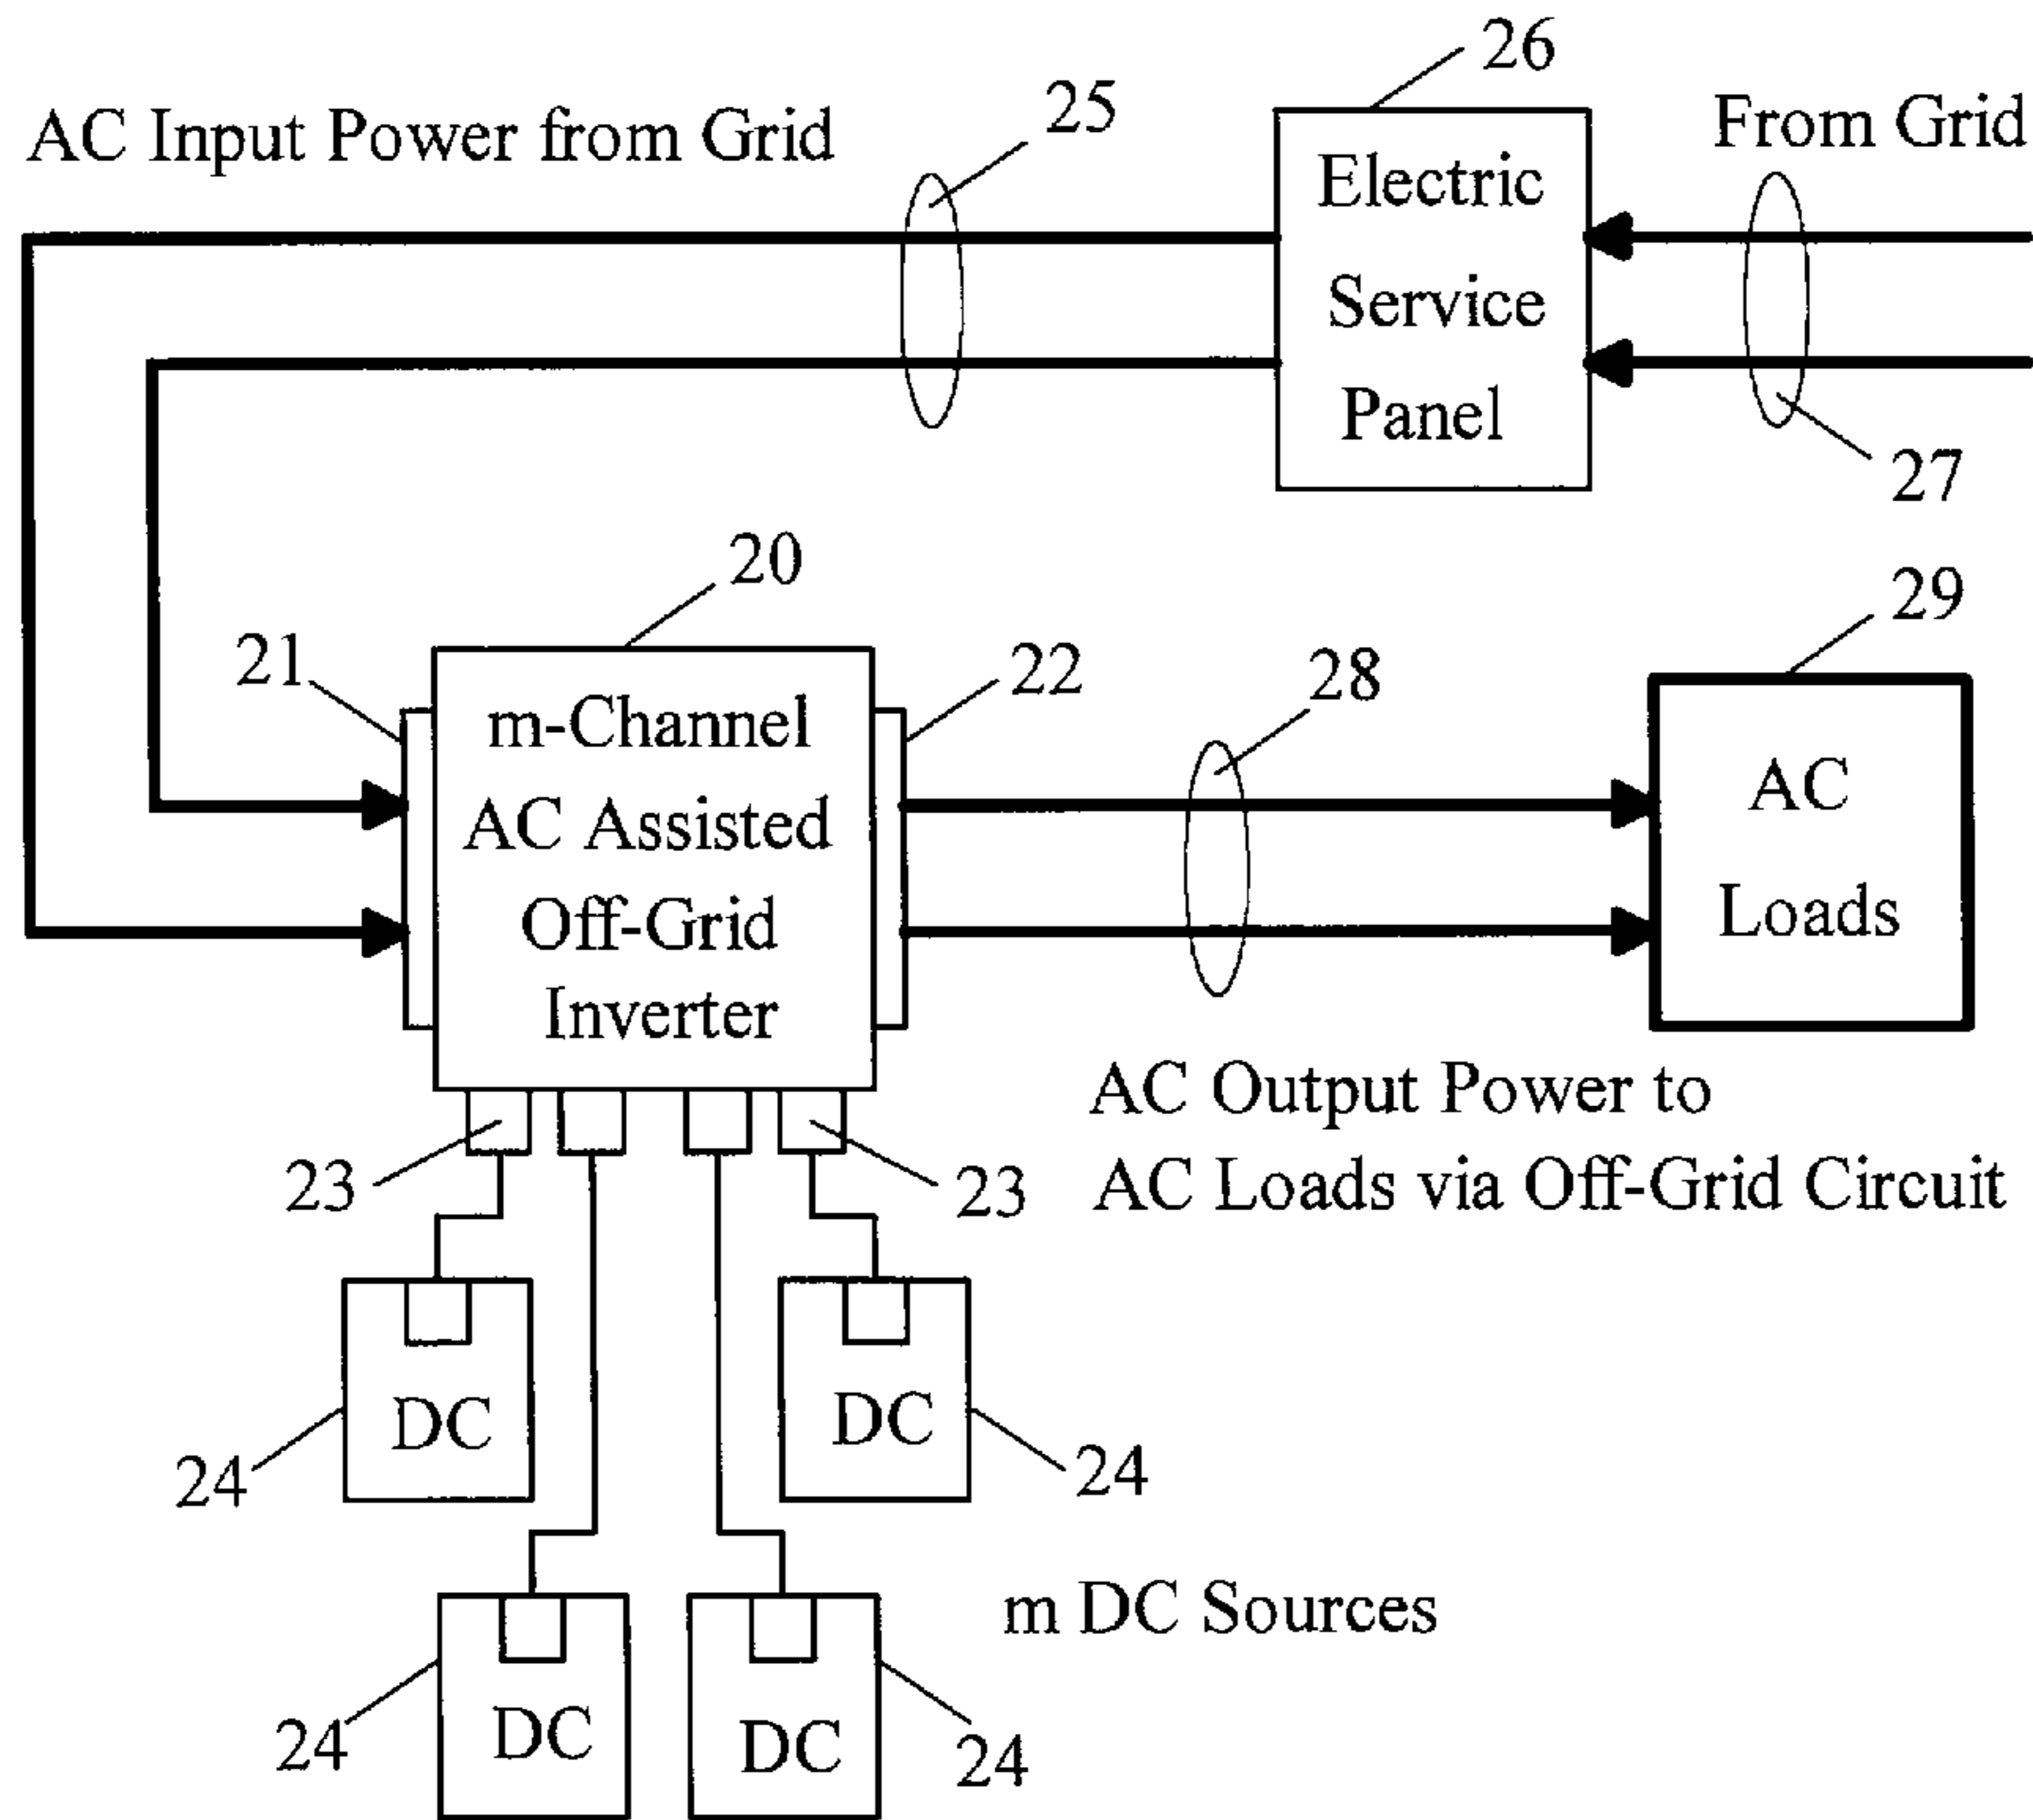 26
25
AC Input Power from Grid
From Grid
Electric
Service
Panel
27
20
29
21
22
28
m-Channel
AC Assisted
Off-Grid
Inverter
AC
Loads
23
23
AC Output Power to
AC Loads via Off-Grid Circuit
DC
DC
24
24
m DC Sources
DC
DC
24
24